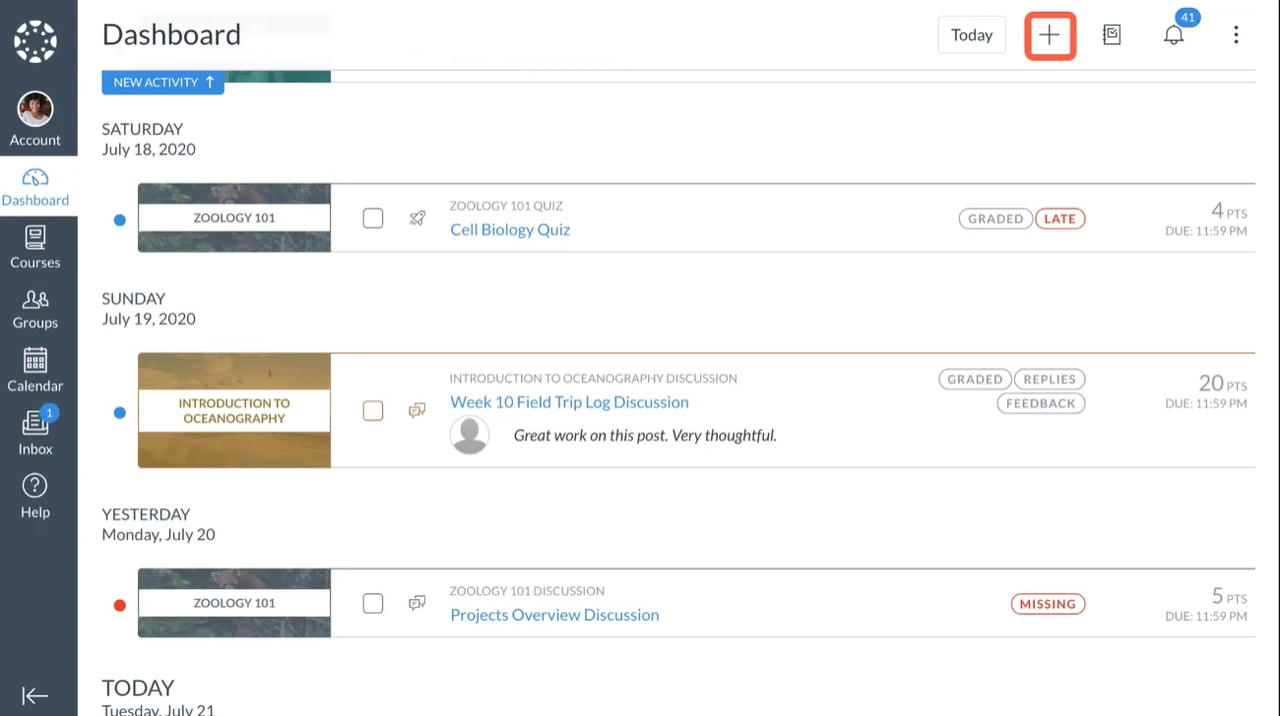 Dashboard
Today
41
Account
Dashboard
Courses
Groups
Calendar
1
Inbox
Help
NEW ACTIVITY ↑
SATURDAY
July 18, 2020
ZOOLOGY 101
ZOOLOGY 101 QUIZ
Cell Biology Quiz
GRADED LATE
4 PTS
DUE: 11:59 PM
SUNDAY
July 19, 2020
INTRODUCTION TO
OCEANOGRAPHY
INTRODUCTION TO OCEANOGRAPHY DISCUSSION
Week 10 Field Trip Log Discussion
Great work on this post. Very thoughtful.
GRADED REPLIES
FEEDBACK
20 PTS
DUE: 11:59 PM
YESTERDAY
Monday, July 20
ZOOLOGY 101
ZOOLOGY 101 DISCUSSION
Projects Overview Discussion
MISSING
5 PTS
DUE: 11:59 PM
TODAY
Tuesday, July 21